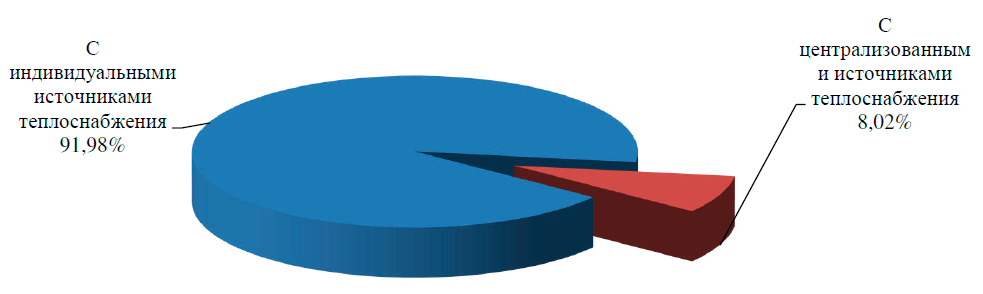 С
индивидуальными
источниками
теплоснабжения
91,98%
С
централизованным
и источниками
теплоснабжения
8,02%